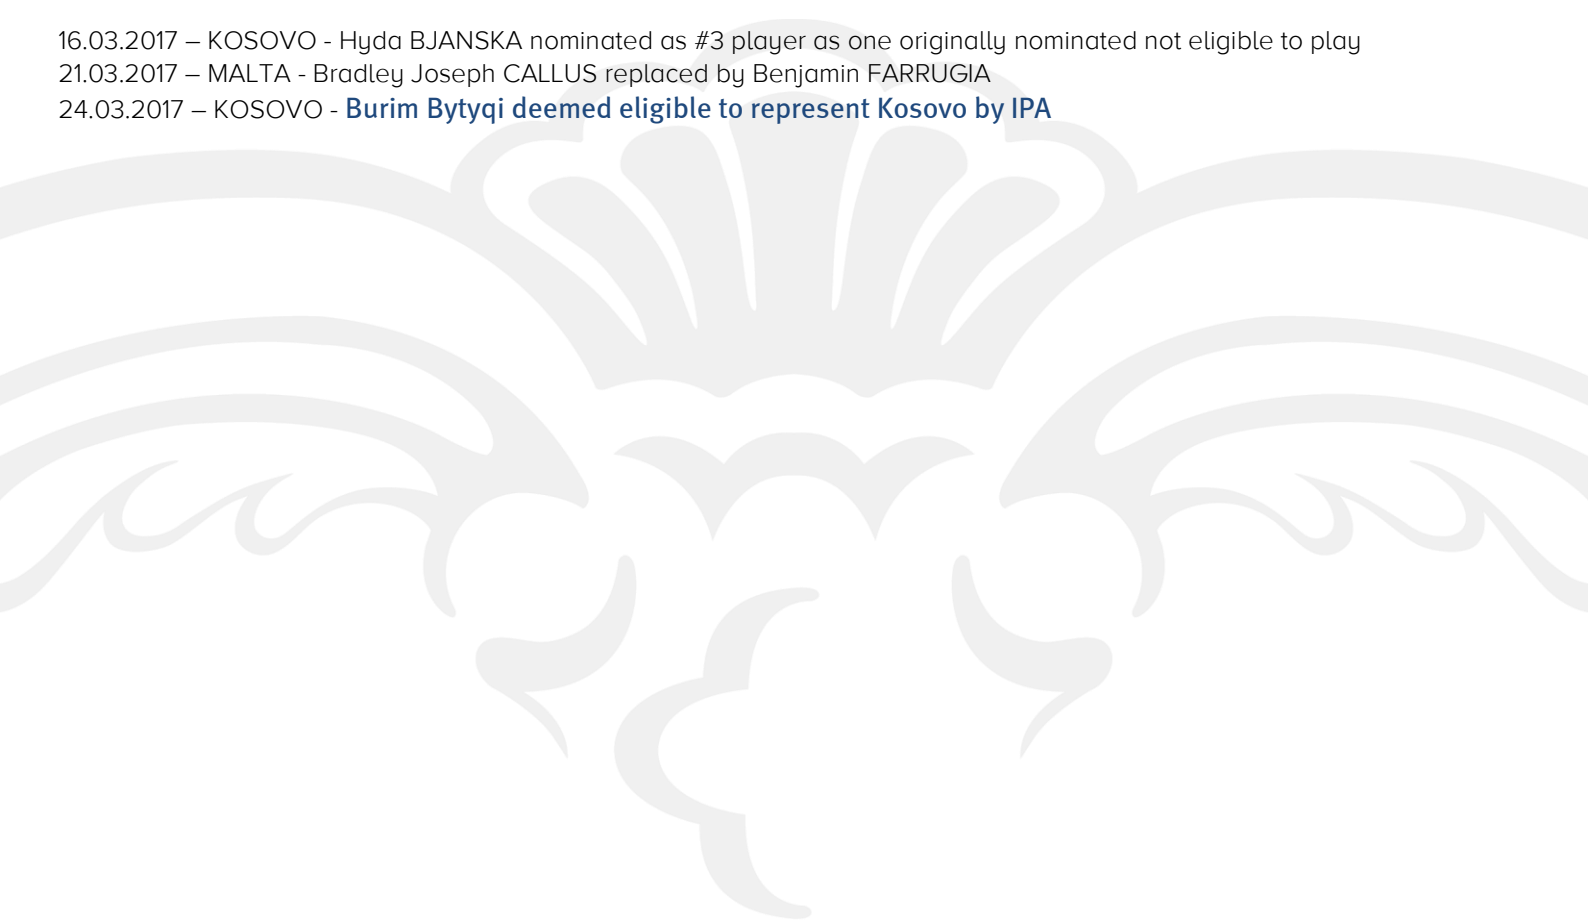 16.03.2017 – KOSOVO - Hyda BJANSKA nominated as #3 player as one originally nominated not eligible to play
21.03.2017 – MALTA - Bradley Joseph CALLUS replaced by Benjamin FARRUGIA
24.03.2017 – KOSOVO - Burim Bytyqi deemed eligible to represent Kosovo by IPA